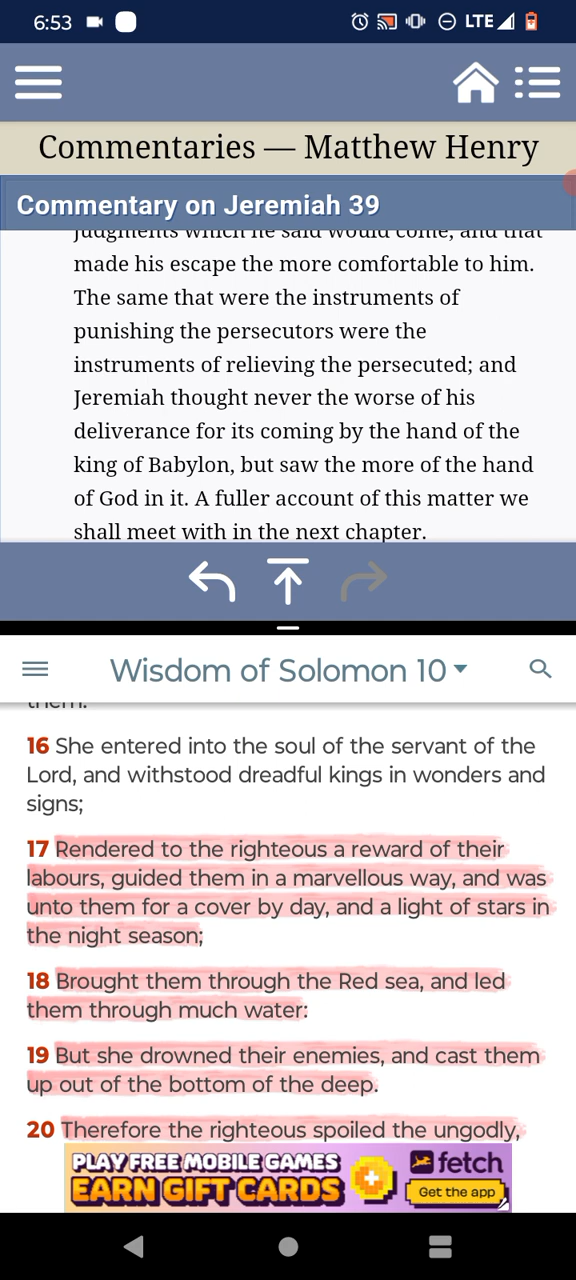 6:53
LTE
Commentaries — Matthew Henry
Commentary on Jeremiah 39
judgments which he said would come, and that
made his escape the more comfortable to him.
The same that were the instruments of
punishing the persecutors were the
instruments of relieving the persecuted; and
Jeremiah thought never the worse of his
deliverance for its coming by the hand of the
king of Babylon, but saw the more of the hand
of God in it. A fuller account of this matter we
shall meet with in the next chapter.
Wisdom of Solomon 10
them.
16 She entered into the soul of the servant of the
Lord, and withstood dreadful kings in wonders and
signs;
17 Rendered to the righteous a reward of their
labours, guided them in a marvellous way, and was
unto them for a cover by day, and a light of stars in
the night season;
18 Brought them through the Red sea, and led
them through much water:
19 But she drowned their enemies, and cast them
up out of the bottom of the deep.
20 Therefore the righteous spoiled the ungodly,
PLAY FREE MOBILE GAMES
EARN GIFT CARDS
fetch
Get the app